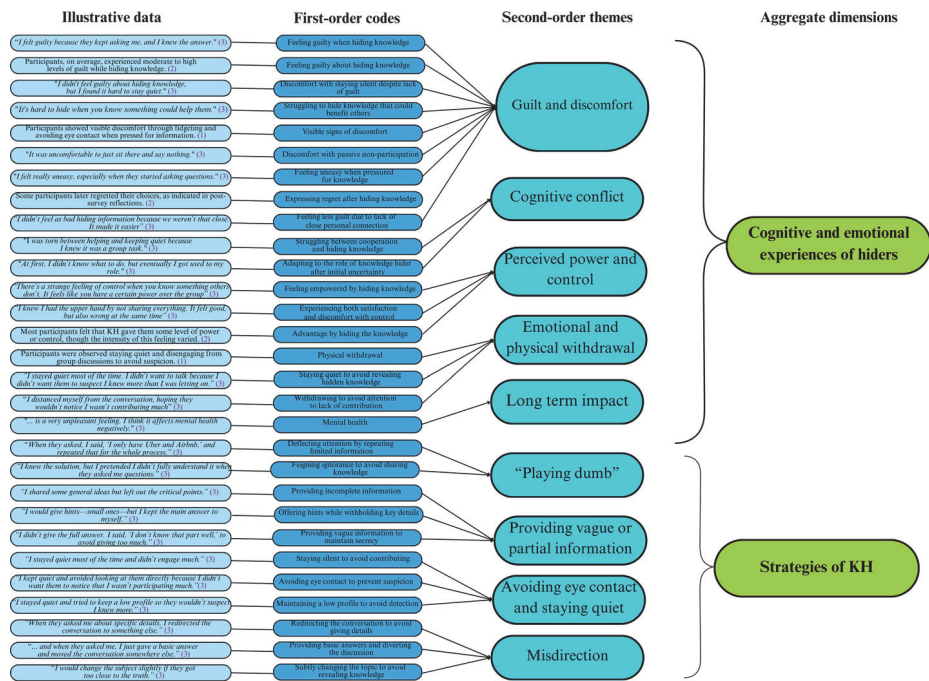 Illustrative data
First-order codes
Second-order themes
Aggregate dimensions
"I felt guilty because they kept asking me, and I knew the answer." (3)
Feeling guilty when hiding knowledge
Participants, on average, experienced moderate to high
levels of guilt while hiding knowledge. (2)
Feeling guilty about hiding knowledge
"I didn't feel guilty about hiding knowledge,
but I found it hard to stay quiet." (3)
Discomfort with staying silent despite lack
of guilt
"It's hard to hide when you know something could help them." (3)
Struggling to hide knowledge that could
benefit others
Participants showed visible discomfort through fidgeting and
avoiding eye contact when pressed for information. (1)
Visible signs of discomfort
"It was uncomfortable to just sit there and say nothing." (3)
Discomfort with passive non-participation
"I felt really uneasy, especially when they started asking questions." (3)
Feeling uneasy when pressured
for knowledge
Some participants later regretted their choices, as indicated in post-
survey reflections. (2)
Expressing regret after hiding knowledge
"I didn't feel as bad hiding information because we weren't that close.
It made it easier" (3)
Feeling less guilt due to lack of
close personal connection
"I was torn between helping and keeping quiet because
I knew it was a group task." (3)
Struggling between cooperation
and hiding knowledge
"At first, I didn't know what to do, but eventually I got used to my
role." (3)
Adapting to the role of knowledge hider
after initial uncertainty
There's a strange feeling of control when you know something others
don't. It feels like you have a certain power over the group" (3)
Feeling empowered by hiding knowledge
I knew I had the upper hand by not sharing everything. It felt good,
but also wrong at the same time" (3)
Experiencing both satisfaction
and discomfort with control
Most participants felt that KH gave them some level of power
or control, though the intensity of this feeling varied. (2)
Advantage by hiding the knowledge
Participants were observed staying quiet and disengaging from
group discussions to avoid suspicion. (1)
Physical withdrawal
"I stayed quiet most of the time. I didn't want to talk because I
didn't want them to suspect I knew more than I was letting on." (3)
Staying quiet to avoid revealing
hidden knowledge
"I distanced myself from the conversation, hoping they
wouldn't notice I wasn't contributing much" (3)
Withdrawing to avoid attention
to lack of contribution
"... is a very unpleasant feeling. I think it affects mental health
negatively." (3)
Mental health
"When they asked, I said, 'I only have Uber and Airbnb,' and
repeated that for the whole process." (3)
Deflecting attention by repeating
limited information
"I knew the solution, but I pretended I didn't fully understand it when
they asked me questions." (3)
Feigning ignorance to avoid sharing
knowledge
"I shared some general ideas but left out the critical points." (3)
Providing incomplete information
"I would give hints—small ones—but I kept the main answer to
myself." (3)
Offering hints while withholding key details
"I didn't give the full answer. I said, 'I don't know that part well,' to
avoid giving too much." (3)
Providing vague information to
maintain secrecy
"I stayed quiet most of the time and didn't engage much." (3)
Staying silent to avoid contributing
I kept quiet and avoided looking at them directly because I didn't
want them to notice that I wasn't participating much." (3)
Avoiding eye contact to prevent suspicion
"I stayed quiet and tried to keep a low profile so they wouldn't suspect
I knew more." (3)
Maintaining a low profile to avoid detection
"When they asked me about specific details, I redirected the
conversation to something else." (3)
Redirecting the conversation to avoid
giving details
"... and when they asked me, I just gave a basic answer
and moved the conversation somewhere else." (3)
Providing basic answers and diverting
the discussion
"I would change the subject slightly if they got
too close to the truth." (3)
Subtly changing the topic to avoid
revealing knowledge
Guilt and discomfort
Cognitive conflict
Perceived power and
control
Emotional and
physical withdrawal
Long term impact
"Playing dumb"
Providing vague or
partial information
Avoiding eye contact
and staying quiet
Misdirection
Cognitive and emotional
experiences of hiders
Strategies of KH